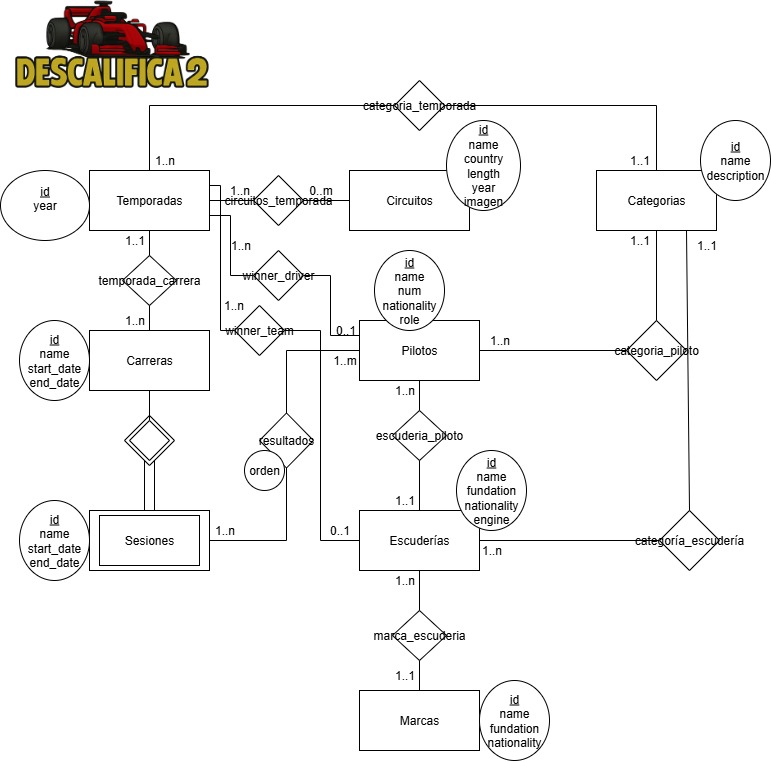 DESCALIFICA2
categoria_temporada
1..n
1..1
id
name
country
length
year
imagen
id
name
description
id
year
Temporadas
1..n
circuitos_temporada
0..m
Circuitos
Categorias
1..1
1..n
1..1
1..1
temporada_carrera
winner_driver
id
name
num
nationality
role
1..n
1..n
winner_team
0..1
id
name
start_date
end_date
Carreras
1..m
Pilotos
1..n
categoria_piloto
1..n
resultados
orden
escuderia_piloto
1..1
id
name
fundation
nationality
engine
id
name
start_date
end_date
Sesiones
1..n
0..1
Escuderías
1..n
categoría_escudería
1..n
marca_escuderia
1..1
Marcas
id
name
fundation
nationality